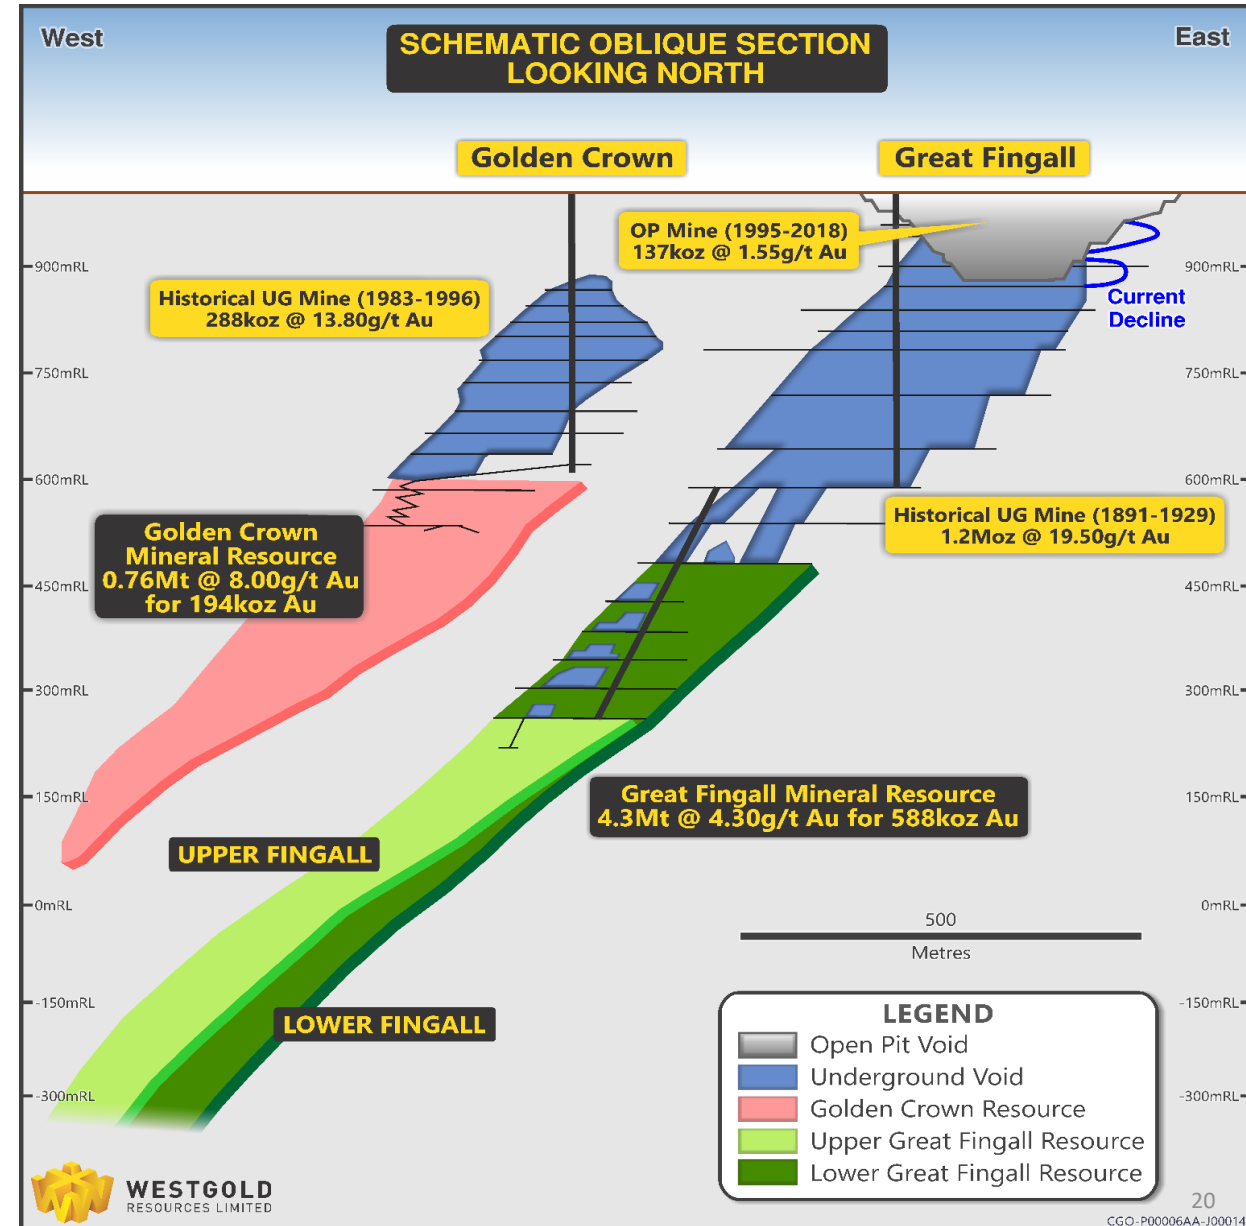 West
East
SCHEMATIC OBLIQUE SECTION
LOOKING NORTH
Golden Crown
Great Fingall
OP Mine (1995-2018)
137koz @ 1.55g/t Au
900mRL
900mRL
Historical UG Mine (1983-1996)
288koz @ 13.80g/t Au
Current
Decline
750mRL
750mRL
600mRL
600mRL
Historical UG Mine (1891-1929)
1.2Moz @ 19.50g/t Au
Golden Crown
Mineral Resource
0.76Mt @ 8.00g/t Au
for 194koz Au
450mRL
450mRL
300mRL
300mRL
150mRL
150mRL
Great Fingall Mineral Resource
4.3Mt @ 4.30g/t Au for 588koz Au
UPPER FINGALL
0mRL
0mRL
500
Metres
-150mRL
-150mRL
LOWER FINGALL
LEGEND
Open Pit Void
Underground Void
Golden Crown Resource
Upper Great Fingall Resource
Lower Great Fingall Resource
-300mRL
-300mRL
WESTGOLD
RESOURCES LIMITED
20
CGO-P00006AA-J00014